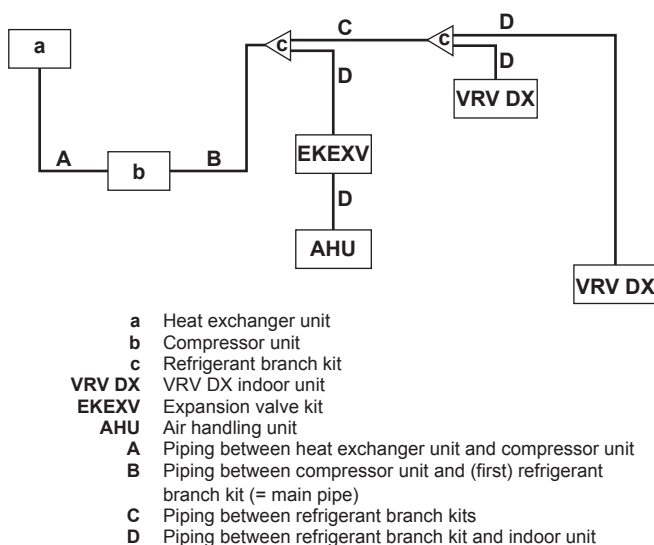 a
A
b
B
c
C
c
D
D
D
VRV DX
EKEXV
D
AHU
VRV DX
a Heat exchanger unit
b Compressor unit
c Refrigerant branch kit
VRV DX VRV DX indoor unit
EKEXV Expansion valve kit
AHU Air handling unit
A Piping between heat exchanger unit and compressor unit
B Piping between compressor unit and (first) refrigerant
branch kit (= main pipe)
C Piping between refrigerant branch kits
D Piping between refrigerant branch kit and indoor unit